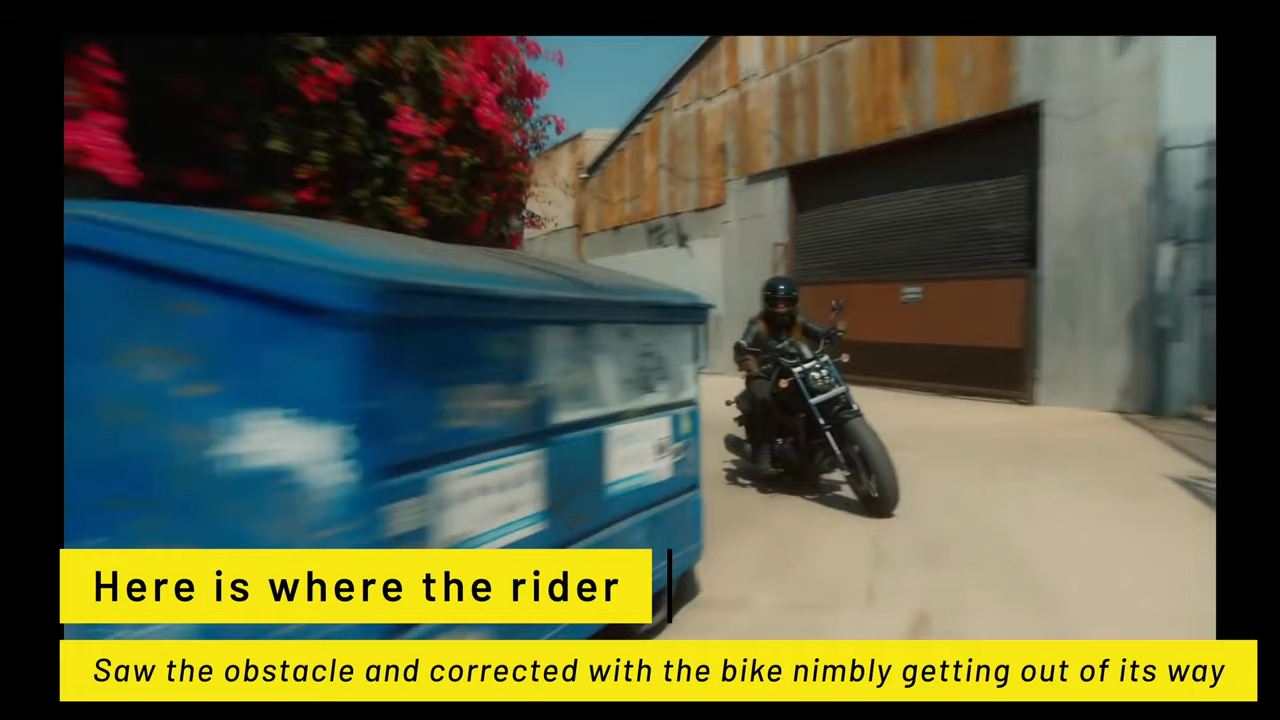 Here is where the rider
Saw the obstacle and corrected with the bike nimbly getting out of its way